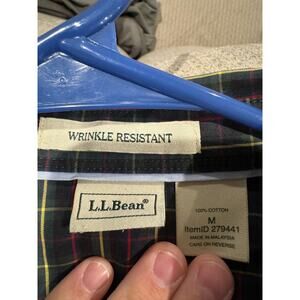 WRINKLE RESISTANT
L.L.Bean®
100% COTTON
M
ItemID 279441
MADE IN MALAYSIA
CARE ON REVERSE